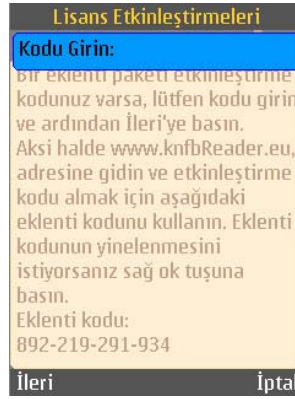 Lisans Etkinleştirmeleri
Kodu Girin:
Bir eklenti paketi etkinleştirme
kodunuz varsa, lütfen kodu girin
ve ardından İleri'ye basın.
Aksi halde www.knfbReader.eu,
adresine gidin ve etkinleştirme
kodu almak için aşağıdaki
eklenti kodunu kullanın. Eklenti
kodunun yinelenmesini
istiyorsanız sağ ok tuşuna
basın.
Eklenti kodu:
892-219-291-934
İleri İptal